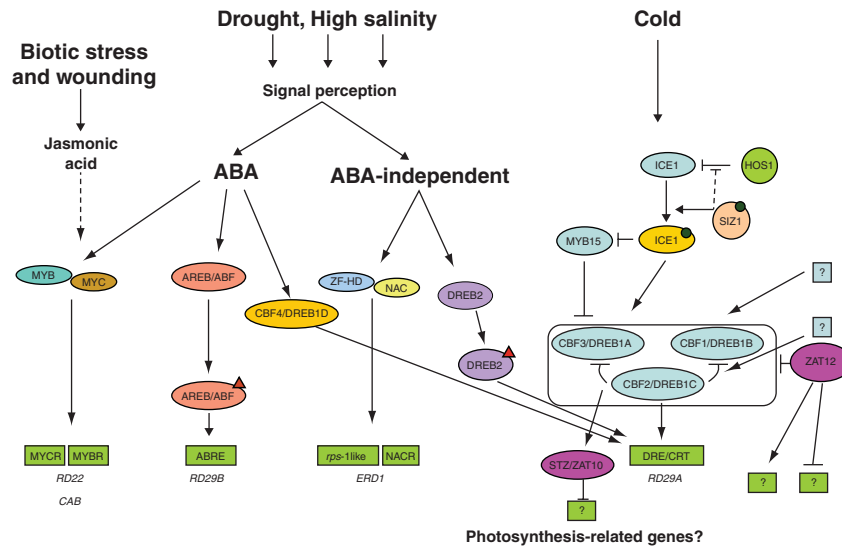 Drought, High salinity
Cold
Biotic stress
and wounding
Signal perception
Jasmonic
acid
ABA
ABA-independent
ICE1
HOS1
SIZ1
MYB15
ICE1
MYB
MYC
AREB/ABF
ZF-HD
NAC
DREB2
CBF4/DREB1D
?
?
CBF3/DREB1A
CBF1/DREB1B
ZAT12
DREB2
CBF2/DREB1C
AREB/ABF
MYCR
MYBR
ABRE
rps-1like
NACR
STZ/ZAT10
DRE/CRT
RD22
RD29B
ERD1
RD29A
CAB
?
?
?
Photosynthesis-related genes?